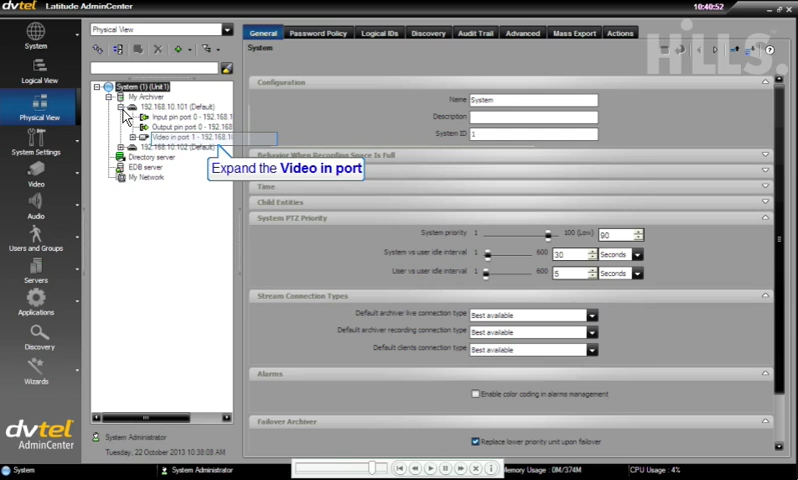 dvtel Latitude AdminCenter
10:40:52
HiLLS.
System
Logical View
Physical View
System Settings
Video
Audio
Users and Groups
Servers
Applications
Discovery
Wizards
dvtel
AdminCenter
Physical View
System (1) (Unit1)
My Archiver
192.168.10.101 (Default)
Input pin port 0 - 192.168.1
Output pin port 0 - 192.168
Video in port 1 - 192.168.10
192.168.10.102 (Default)
Directory server
EDB server
My Network
Expand the Video in port
System Administrator
Tuesday, 22 October 2013 10:38:08 AM
General Password Policy Logical IDs Discovery Audit Trail Advanced Mass Export Actions
System
Configuration
Name System
Description
System ID 1
Behavior When Recording Space Is Full
Time
Child Entities
System PTZ Priority
System priority 1 100 (Low) 90
System vs user idle interval 1 600 30 Seconds
User vs user idle interval 1 600 5 Seconds
Stream Connection Types
Default archiver live connection type Best available
Default archiver recording connection type Best available
Default clients connection type Best available
Alarms
Enable color coding in alarms management
Failover Archiver
Replace lower priority unit upon failover
System
System Administrator
Memory Usage : 0M/374M
CPU Usage : 4%